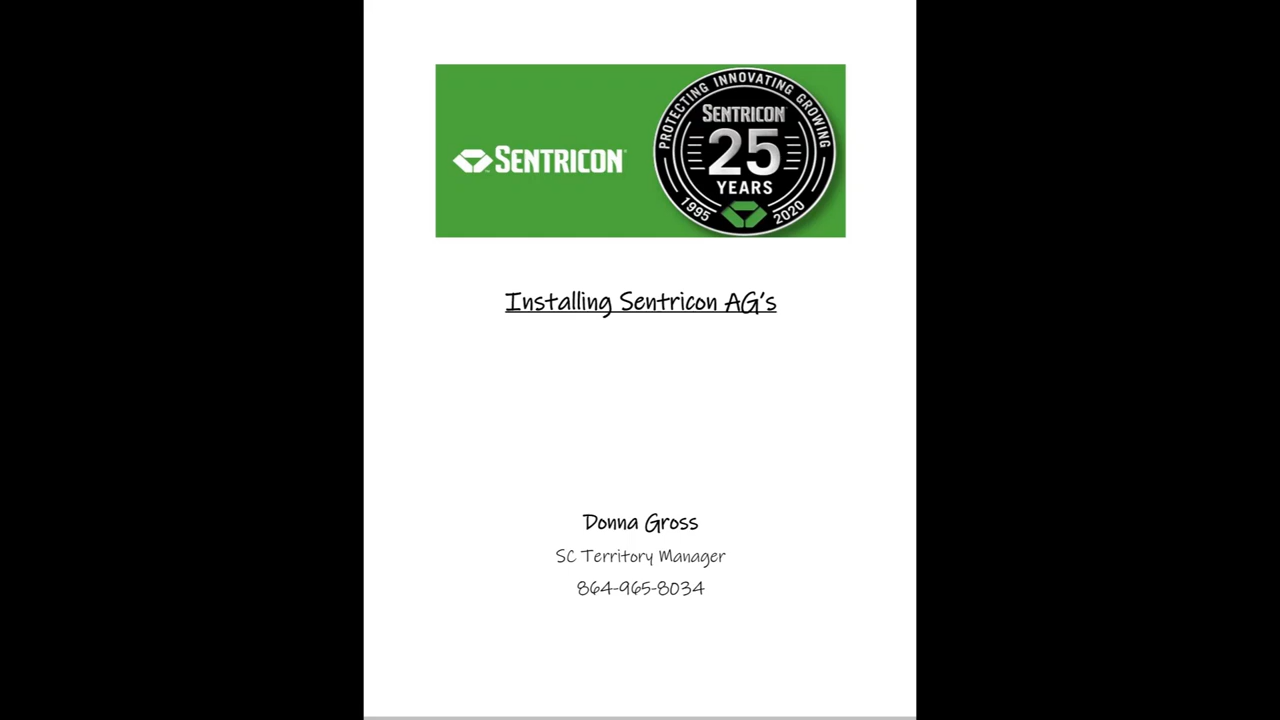 SENTRICON
PROTECTING INNOVATING GROWING
SENTRICON
25
YEARS
1995
2020
Installing Sentricon AG's
Donna Gross
SC Territory Manager
864-965-8034